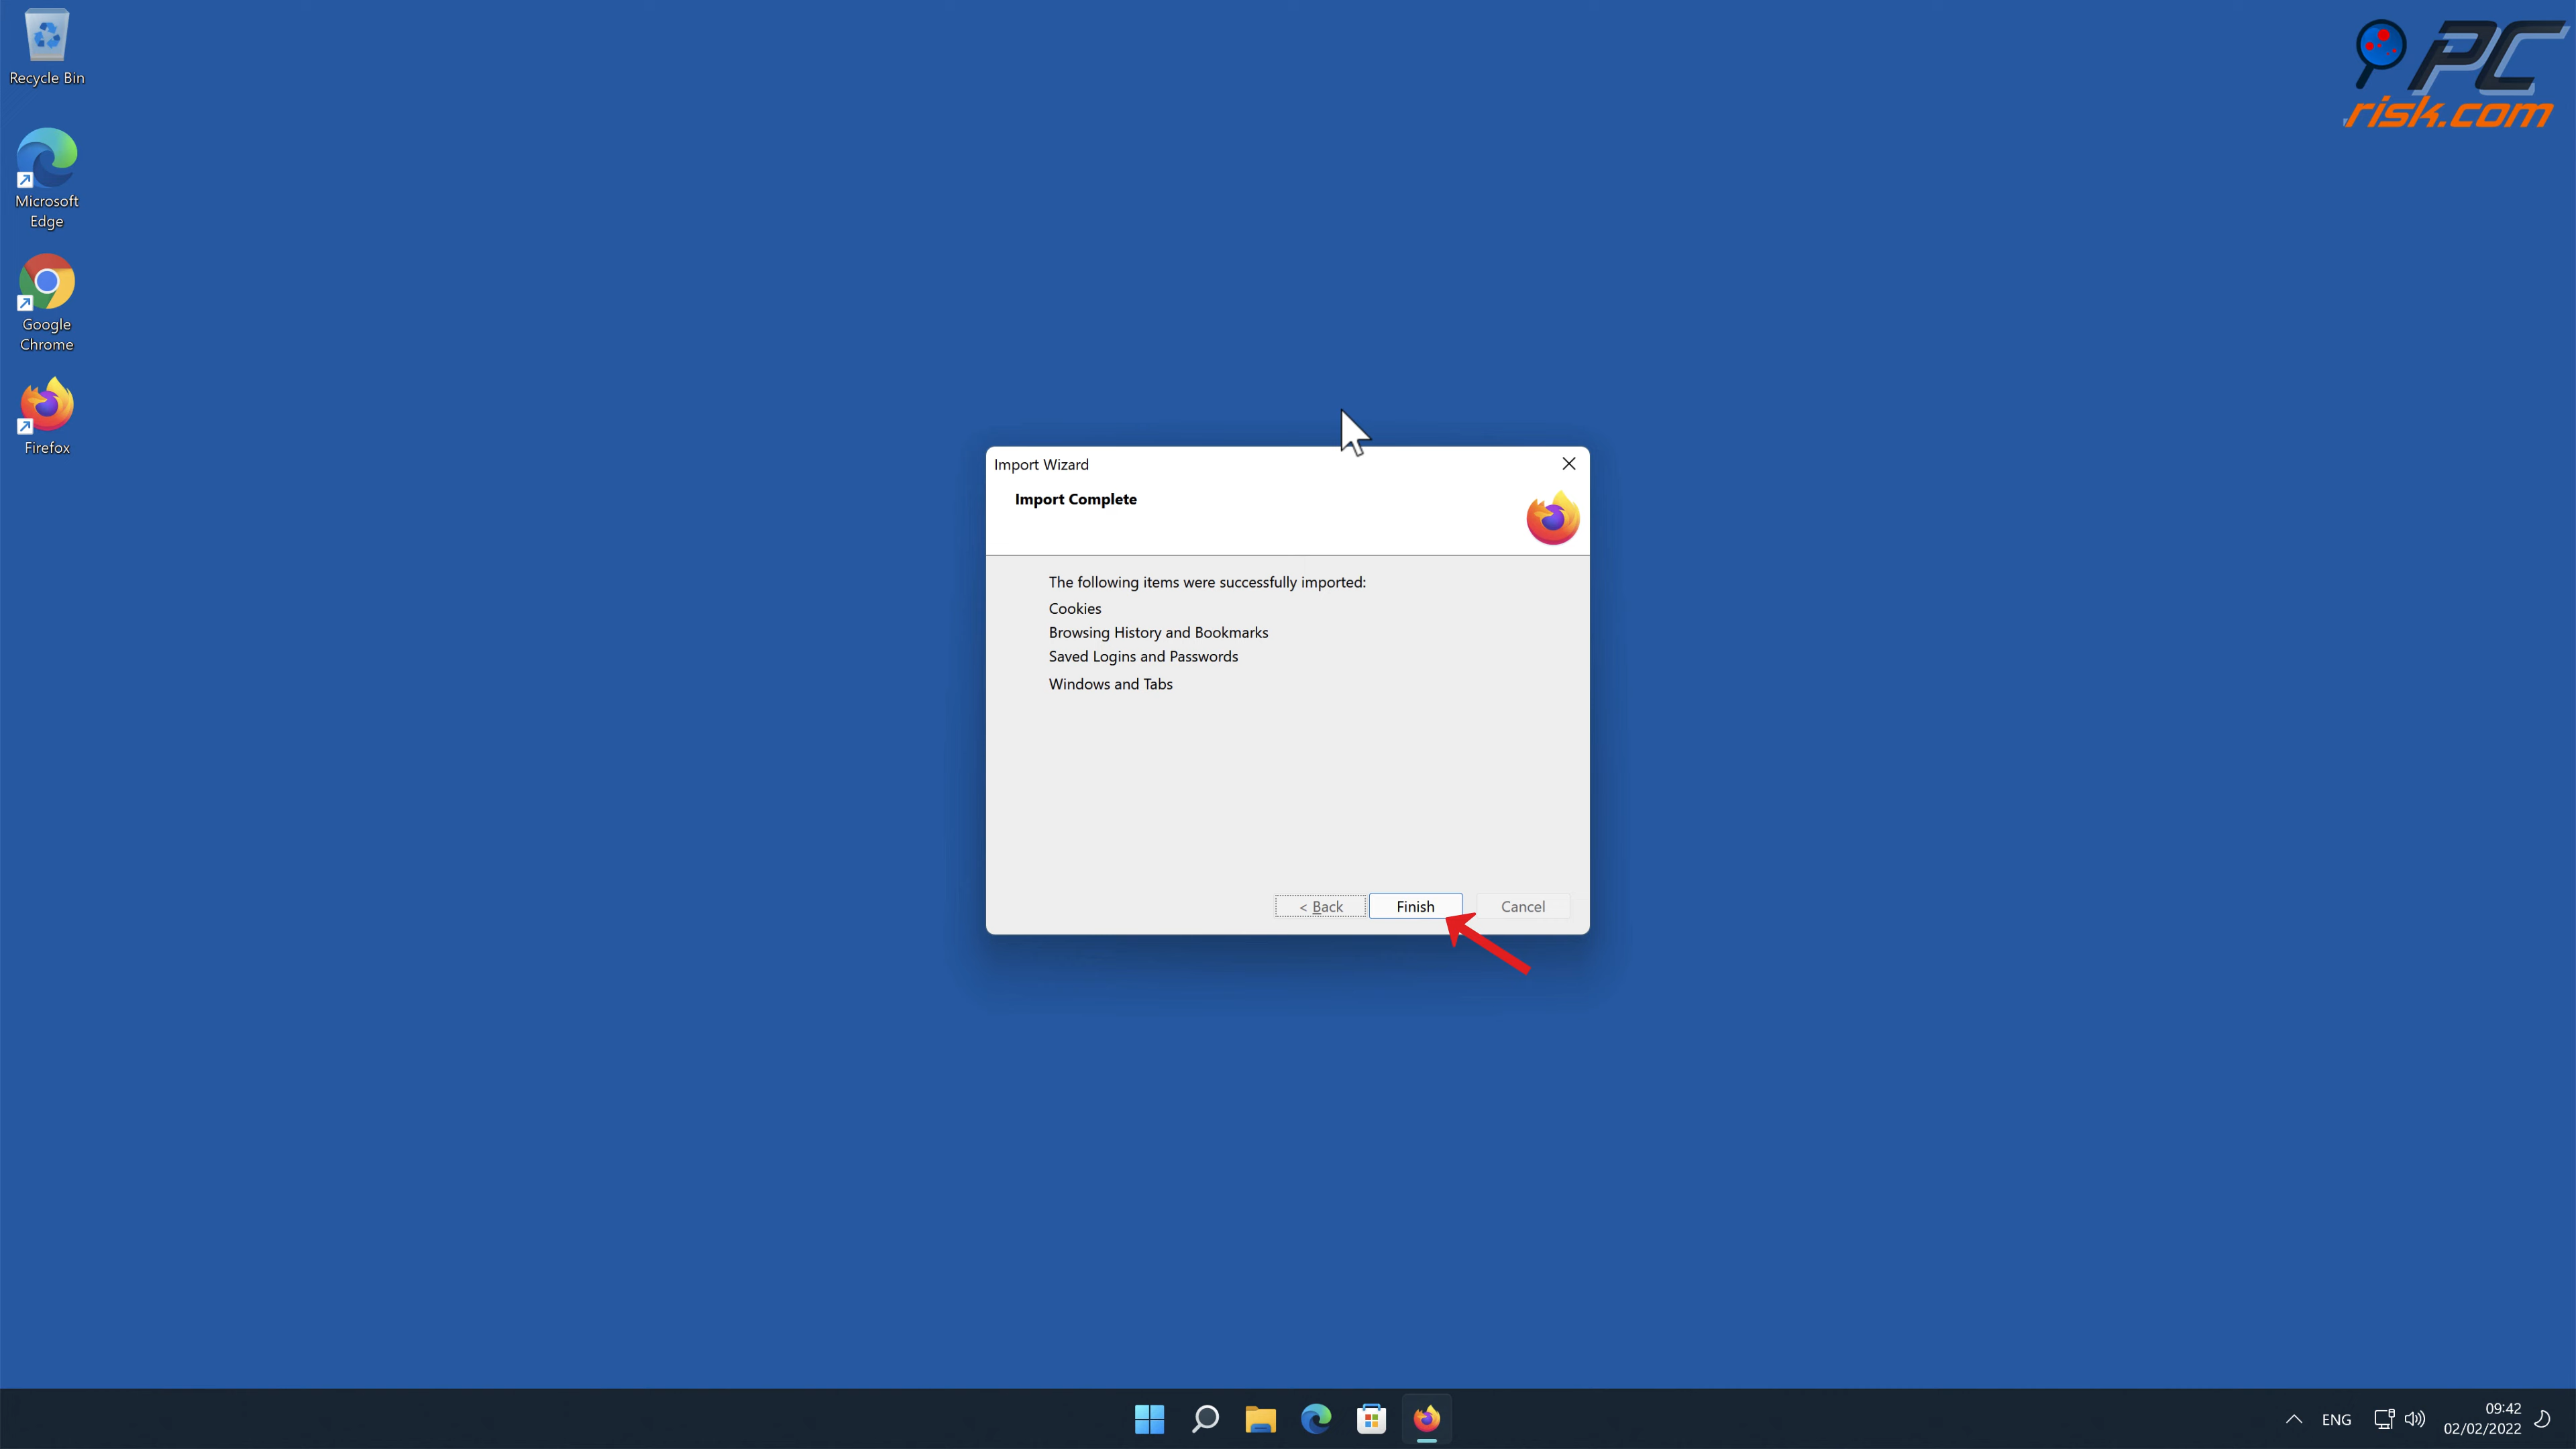 Recycle Bin
Microsoft
Edge
Google
Chrome
Firefox
PC
risk.com
Import Wizard
Import Complete
The following items were successfully imported:
Cookies
Browsing History and Bookmarks
Saved Logins and Passwords
Windows and Tabs
< Back
Finish
Cancel
ENG
09:42
02/02/2022